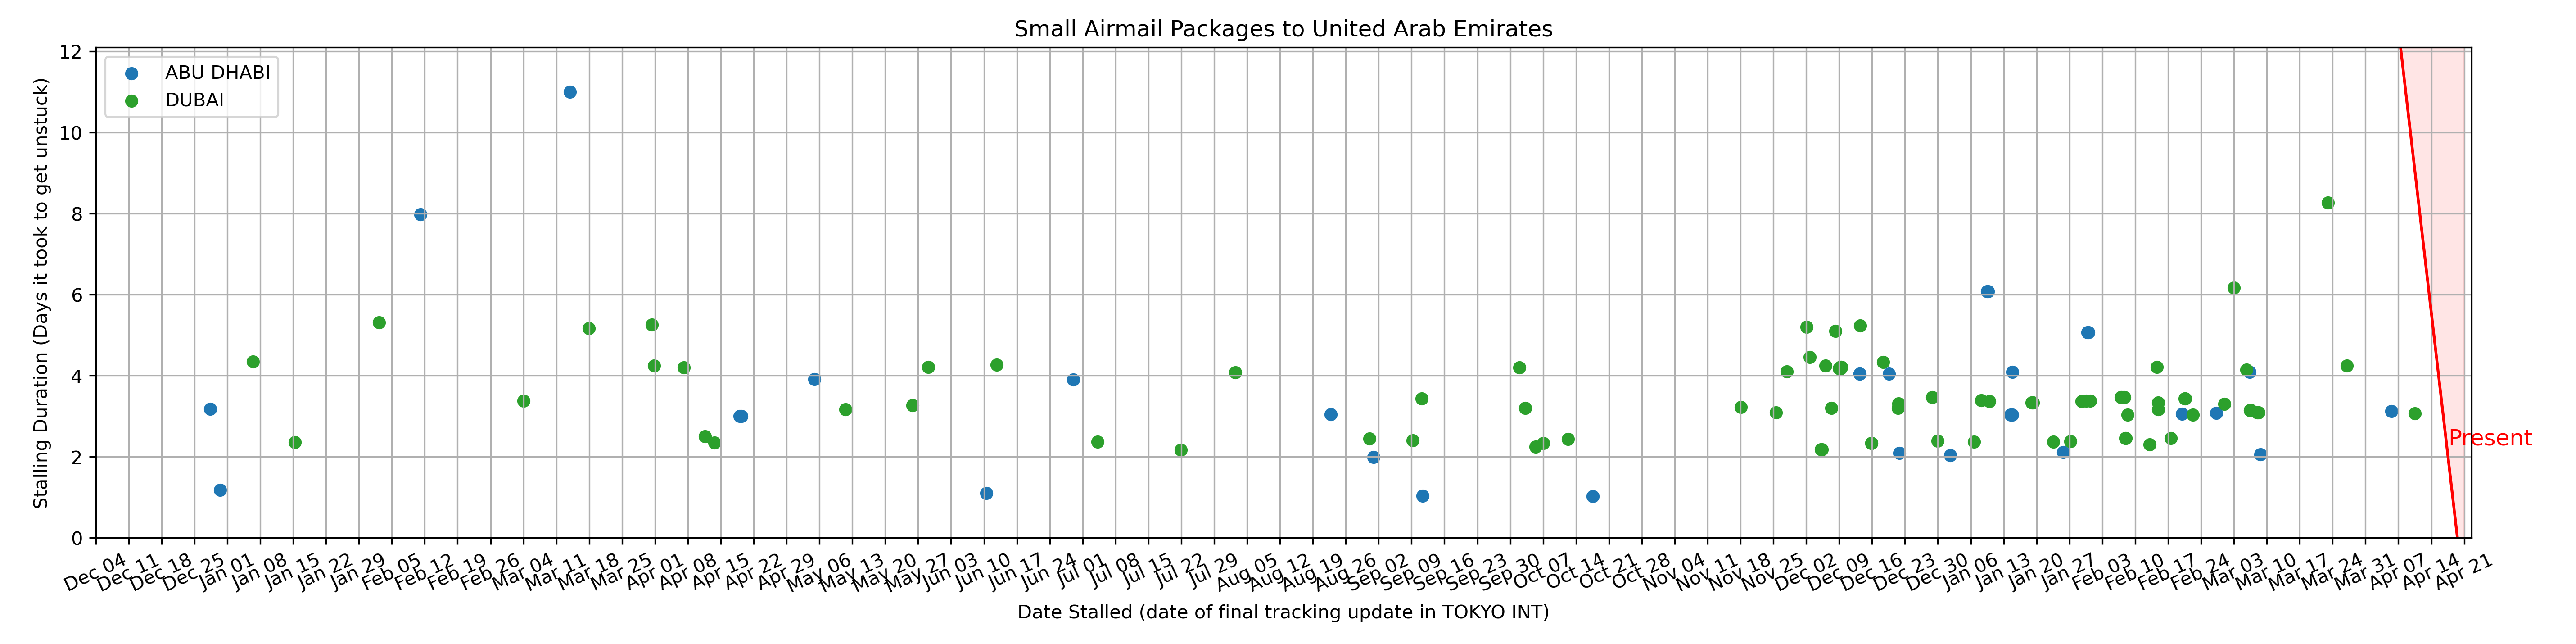 Small Airmail Packages to United Arab Emirates
Stalling Duration (Days it took to get unstuck)
12
10
8
6
4
2
0
ABU DHABI
DUBAI
Present
Dec 04
Dec 11
Dec 18
Dec 25
Jan 01
Jan 08
Jan 15
Jan 22
Jan 29
Feb 05
Feb 12
Feb 19
Feb 26
Mar 04
Mar 11
Mar 18
Mar 25
Apr 01
Apr 08
Apr 15
Apr 22
Apr 29
May 06
May 13
May 20
May 27
Jun 03
Jun 10
Jun 17
Jun 24
Jul 01
Jul 08
Jul 15
Jul 22
Jul 29
Aug 05
Aug 12
Aug 19
Aug 26
Sep 02
Sep 09
Sep 16
Sep 23
Sep 30
Oct 07
Oct 14
Oct 21
Oct 28
Nov 04
Nov 11
Nov 18
Nov 25
Dec 02
Dec 09
Dec 16
Dec 23
Dec 30
Jan 06
Jan 13
Jan 20
Jan 27
Feb 03
Feb 10
Feb 17
Feb 24
Mar 03
Mar 10
Mar 17
Mar 24
Mar 31
Apr 07
Apr 14
Apr 21
Date Stalled (date of final tracking update in TOKYO INT)